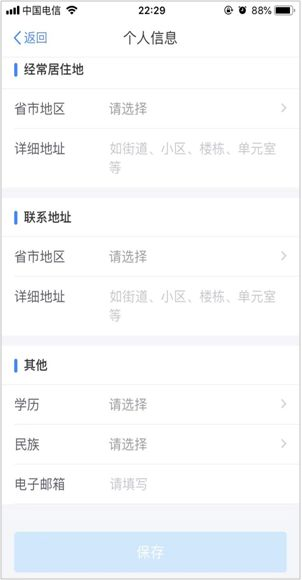 中国电信 22:29 88%
返回 个人信息
经常居住地
省市地区 请选择
详细地址 如街道、小区、楼栋、单元室
等
联系地址
省市地区 请选择
详细地址 如街道、小区、楼栋、单元室
等
其他
学历 请选择
民族 请选择
电子邮箱 请填写
保存